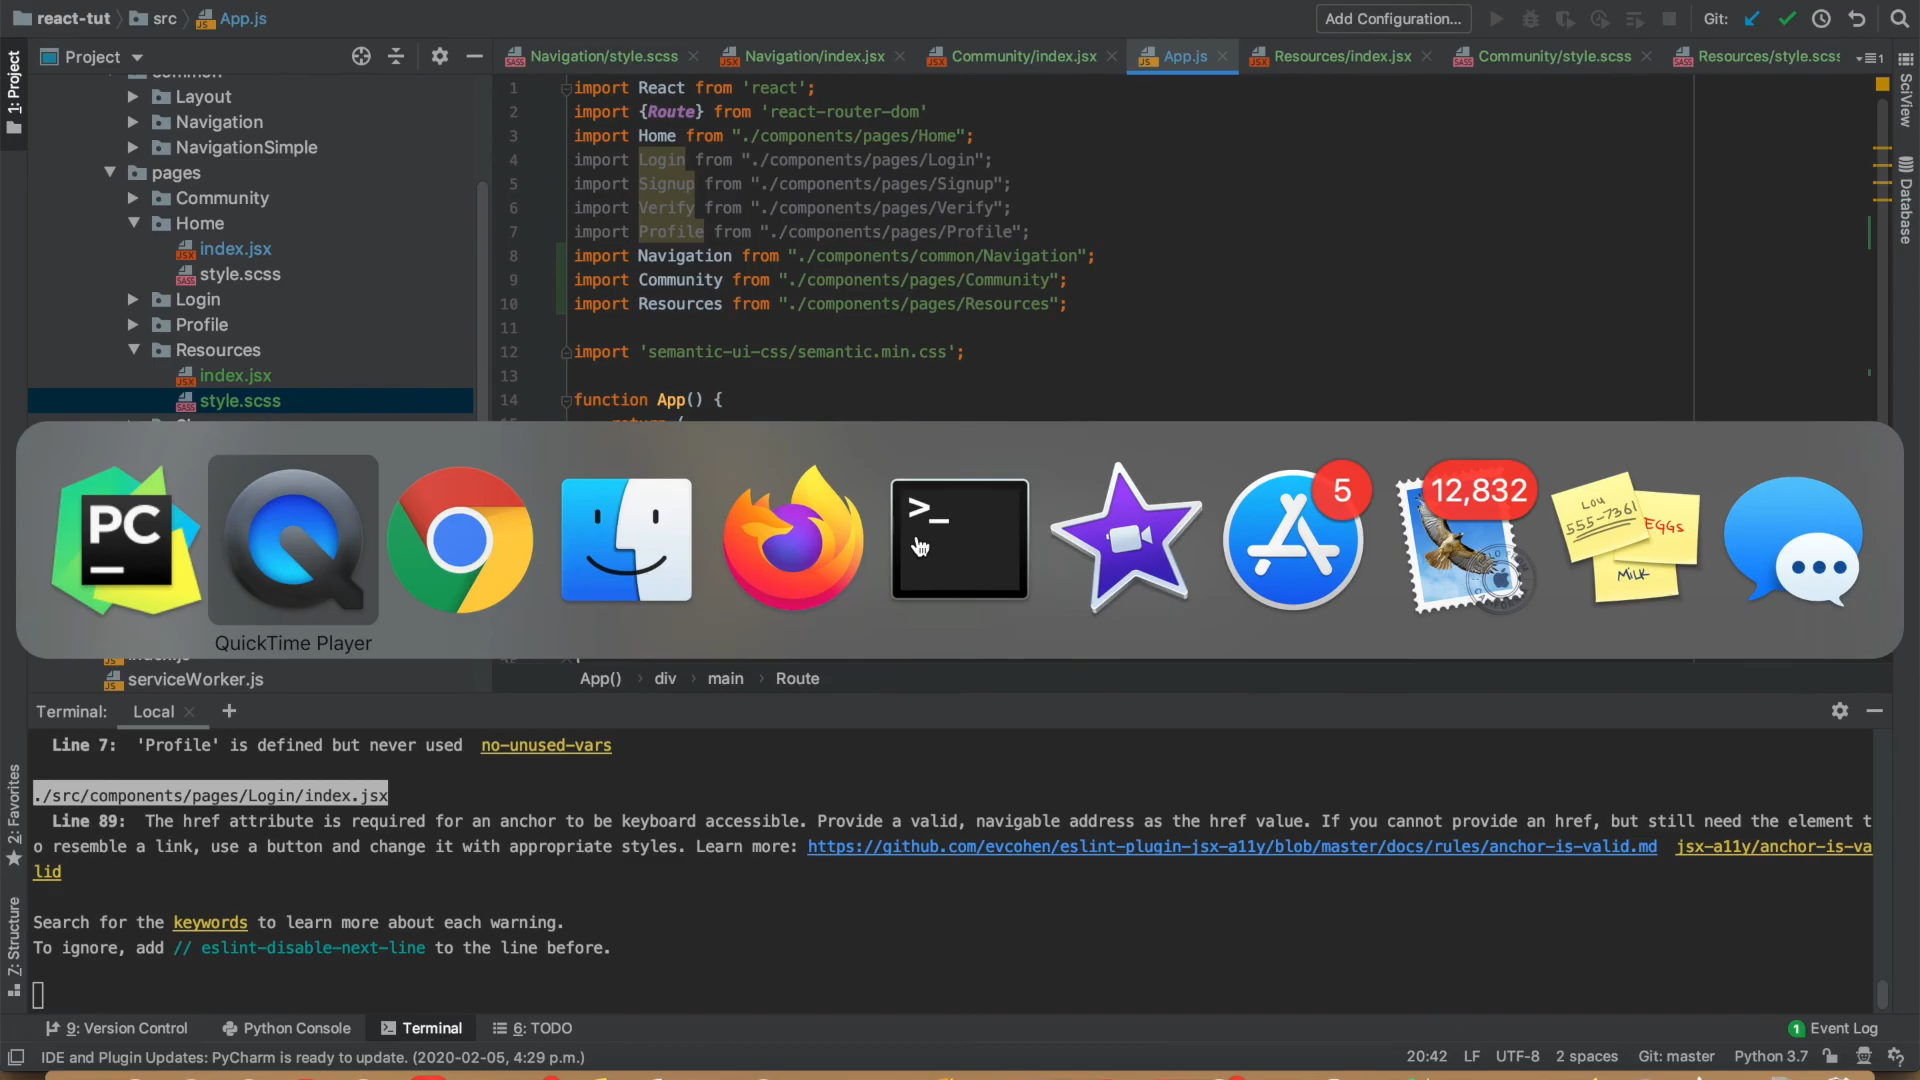 react-tut
src
App.js
Add Configuration...
Git:
1: Project
Project
Navigation/style.scss
Navigation/index.jsx
Community/index.jsx
App.js
Resources/index.jsx
Community/style.scss
Resources/style.scss
1
SciView
Database
Layout
Navigation
NavigationSimple
pages
Community
Home
index.jsx
style.scss
Login
Profile
Resources
index.jsx
style.scss
serviceWorker.js
1 import React from 'react';
2 import {Route} from 'react-router-dom'
3 import Home from "./components/pages/Home";
4 import Login from "./components/pages/Login";
5 import Signup from "./components/pages/Signup";
6 import Verify from "./components/pages/Verify";
7 import Profile from "./components/pages/Profile";
8 import Navigation from "./components/common/Navigation";
9 import Community from "./components/pages/Community";
10 import Resources from "./components/pages/Resources";
11
12 import 'semantic-ui-css/semantic.min.css';
13
14 function App() {
PC
>_
5
12,832
Lou
555-7361
EGGs
MiLK
QuickTime Player
App() › div › main › Route
Terminal: Local
Line 7: 'Profile' is defined but never used no-unused-vars
./src/components/pages/Login/index.jsx
Line 89: The href attribute is required for an anchor to be keyboard accessible. Provide a valid, navigable address as the href value. If you cannot provide an href, but still need the element t
o resemble a link, use a button and change it with appropriate styles. Learn more: https://github.com/evcohen/eslint-plugin-jsx-a11y/blob/master/docs/rules/anchor-is-valid.md jsx-a11y/anchor-is-va
lid
Search for the keywords to learn more about each warning.
To ignore, add // eslint-disable-next-line to the line before.
2: Favorites
7: Structure
9: Version Control
Python Console
Terminal
6: TODO
1 Event Log
IDE and Plugin Updates: PyCharm is ready to update. (2020-02-05, 4:29 p.m.)
20:42 LF UTF-8 2 spaces Git: master Python 3.7